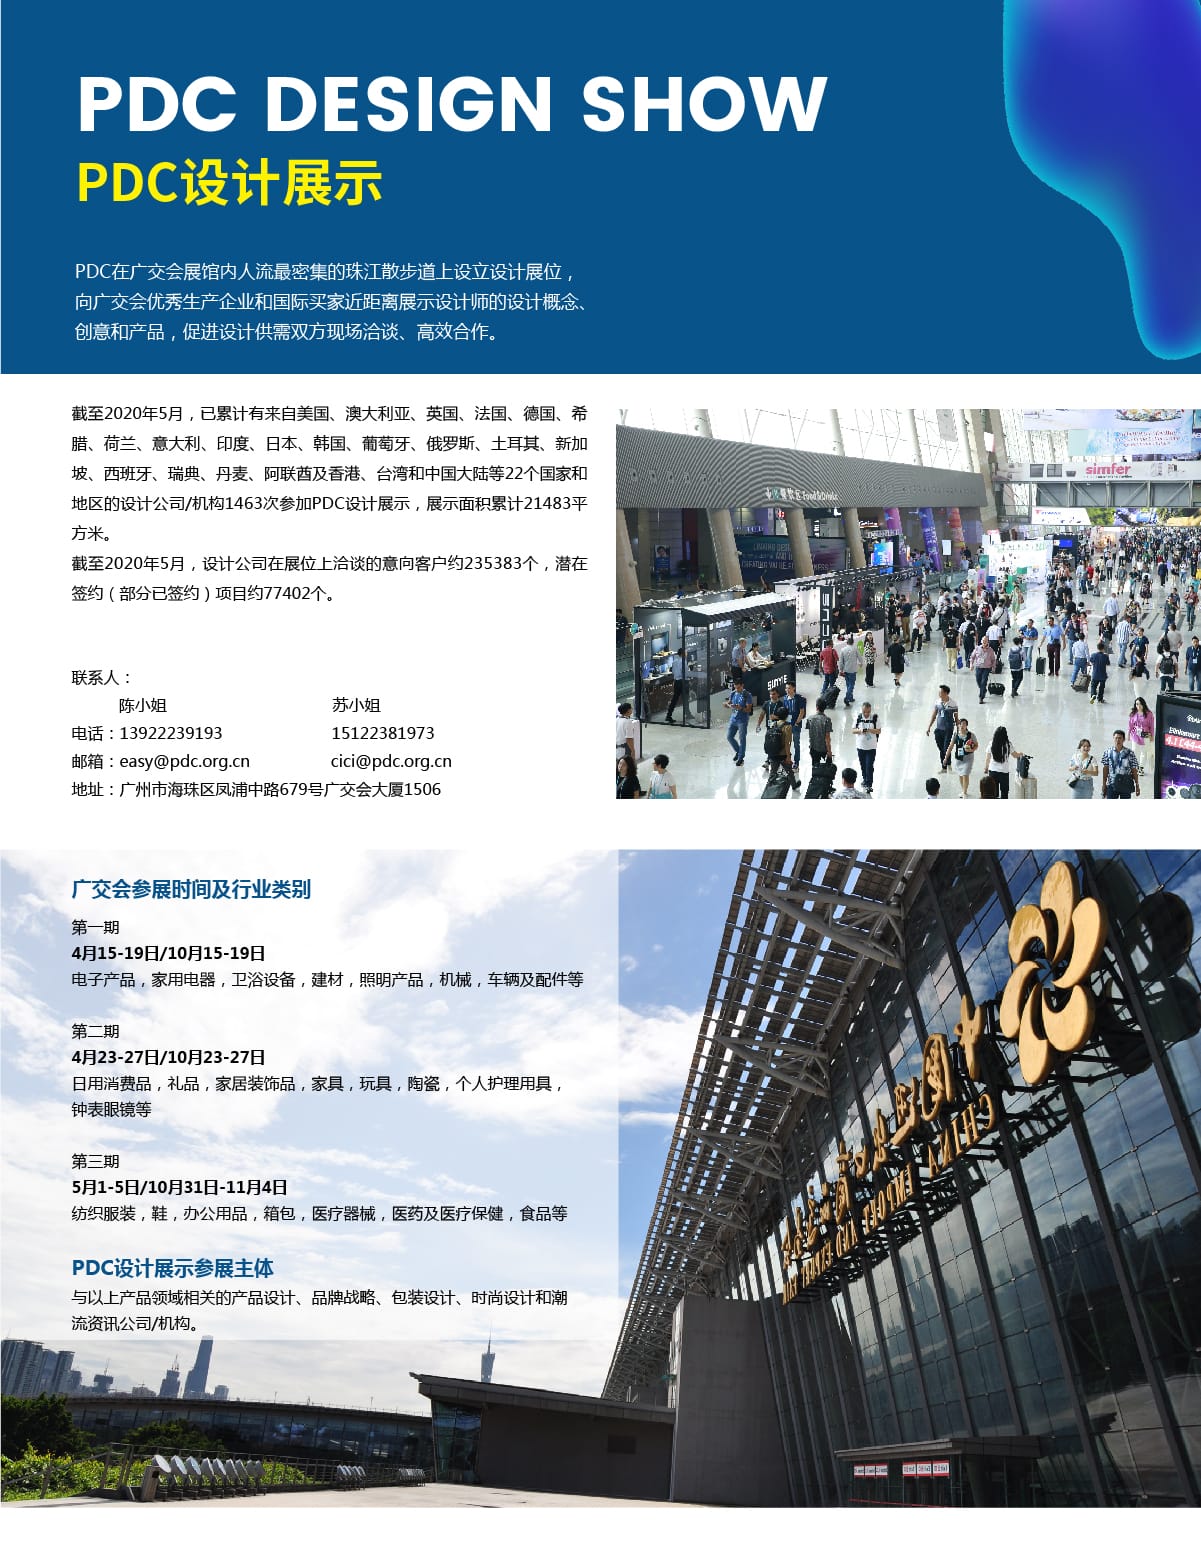 PDC DESIGN SHOW
PDC设计展示
PDC在广交会展馆内人流最密集的珠江散步道上设立设计展位，
向广交会优秀生产企业和国际买家近距离展示设计师的设计概念、
创意和产品，促进设计供需双方现场洽谈、高效合作。
截至2020年5月，已累计有来自美国、澳大利亚、英国、法国、德国、希
腊、荷兰、意大利、印度、日本、韩国、葡萄牙、俄罗斯、土耳其、新加
坡、西班牙、瑞典、丹麦、阿联酋及香港、台湾和中国大陆等22个国家和
地区的设计公司/机构1463次参加PDC设计展示，展示面积累计21483平
方米。
截至2020年5月，设计公司在展位上洽谈的意向客户约235383个，潜在
签约（部分已签约）项目约77402个。
simfer
联系人：
陈小姐 苏小姐
电话：13922239193 15122381973
邮箱：easy@pdc.org.cn cici@pdc.org.cn
地址：广州市海珠区凤浦中路679号广交会大厦1506
广交会参展时间及行业类别
第一期
4月15-19日/10月15-19日
电子产品，家用电器，卫浴设备，建材，照明产品，机械，车辆及配件等
第二期
4月23-27日/10月23-27日
日用消费品，礼品，家居装饰品，家具，玩具，陶瓷，个人护理用具，
钟表眼镜等
第三期
5月1-5日/10月31日-11月4日
纺织服装，鞋，办公用品，箱包，医疗器械，医药及医疗保健，食品等
PDC设计展示参展主体
与以上产品领域相关的产品设计、品牌战略、包装设计、时尚设计和潮
流资讯公司/机构。
CHINA IMPORT AND EXPORT FAIR